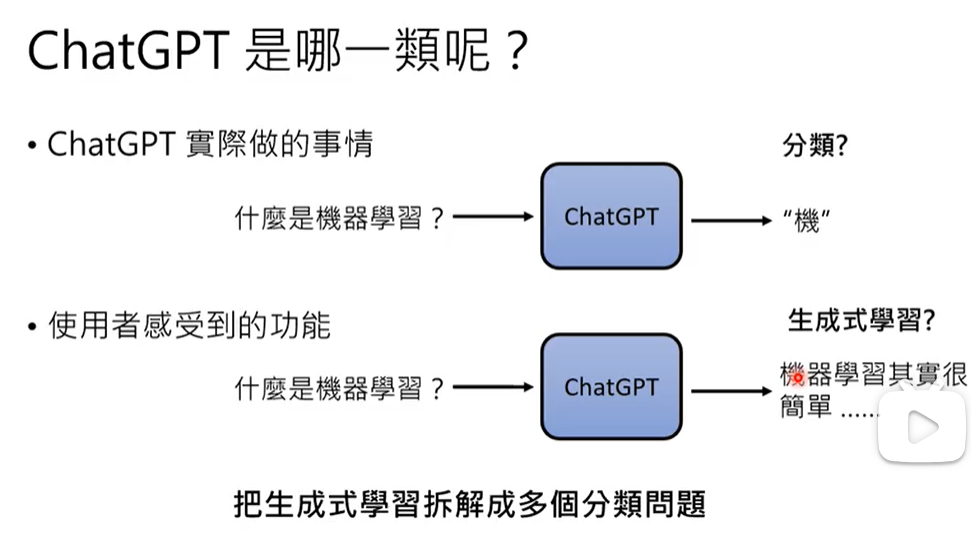 ChatGPT 是哪一類呢？
• ChatGPT 實際做的事情
分類?
什麼是機器學習？
ChatGPT
“機”
• 使用者感受到的功能
生成式學習?
什麼是機器學習？
ChatGPT
機器學習其實很
簡單 ......
把生成式學習拆解成多個分類問題